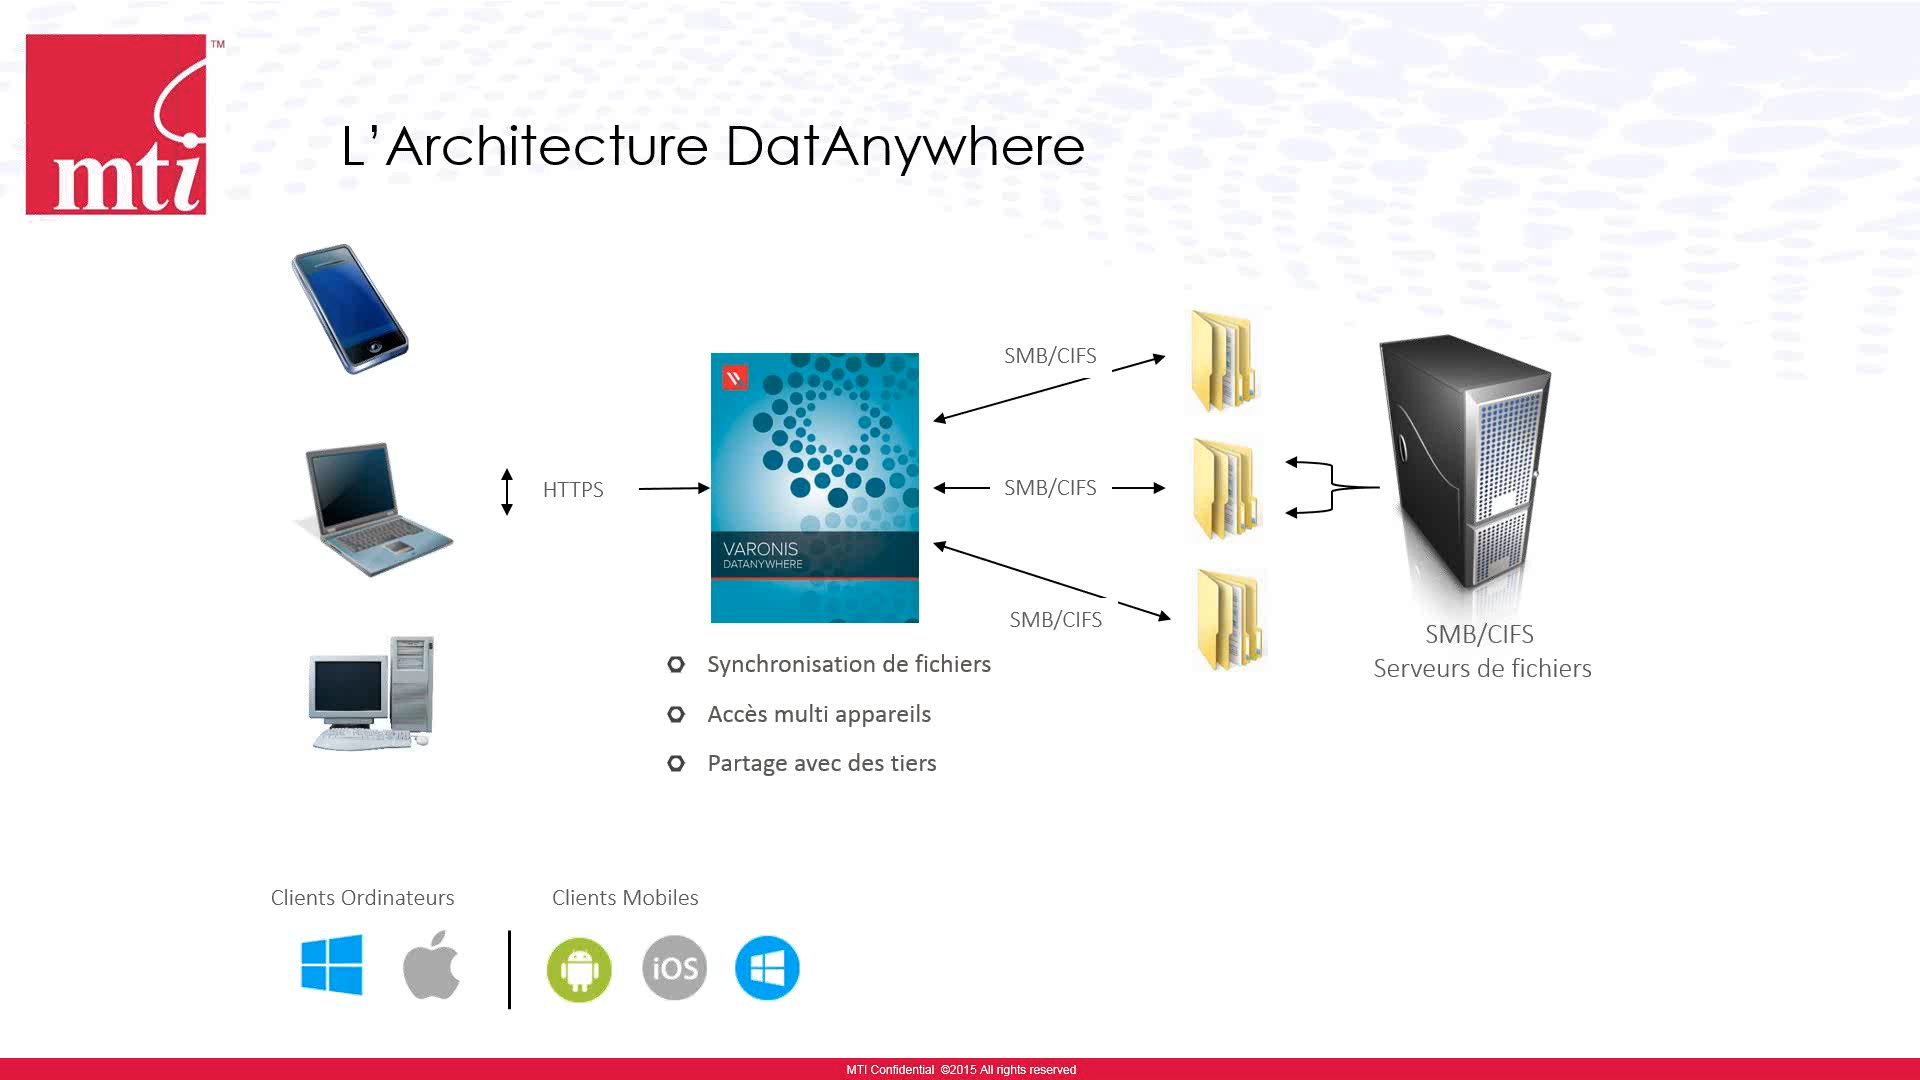 mti
TM
L’Architecture DatAnywhere
HTTPS
VARONIS
DATANYWHERE
SMB/CIFS
SMB/CIFS
SMB/CIFS
SMB/CIFS
Serveurs de fichiers
Synchronisation de fichiers
Accès multi appareils
Partage avec des tiers
Clients Ordinateurs
Clients Mobiles
iOS
MTI Confidential ©2015 All rights reserved